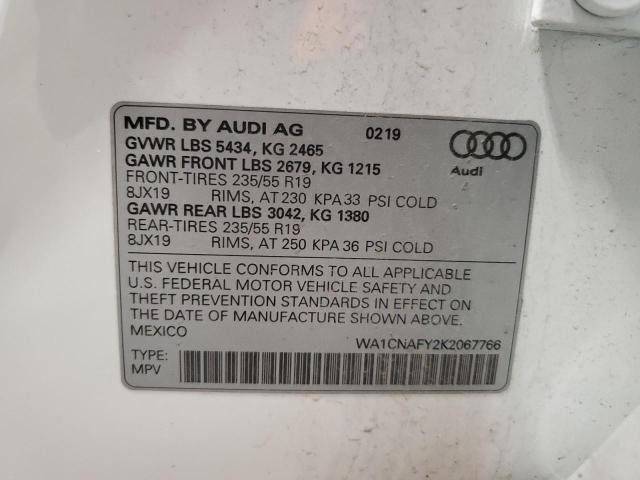 MFD. BY AUDI AG 0219
GVWR LBS 5434, KG 2465
GAWR FRONT LBS 2679, KG 1215
FRONT-TIRES 235/55 R19
8JX19 RIMS, AT 230 KPA 33 PSI COLD
GAWR REAR LBS 3042, KG 1380
REAR-TIRES 235/55 R19
8JX19 RIMS, AT 250 KPA 36 PSI COLD
Audi
THIS VEHICLE CONFORMS TO ALL APPLICABLE
U.S. FEDERAL MOTOR VEHICLE SAFETY AND
THEFT PREVENTION STANDARDS IN EFFECT ON
THE DATE OF MANUFACTURE SHOWN ABOVE.
MEXICO WA1CNAFY2K2067766
TYPE:
MPV